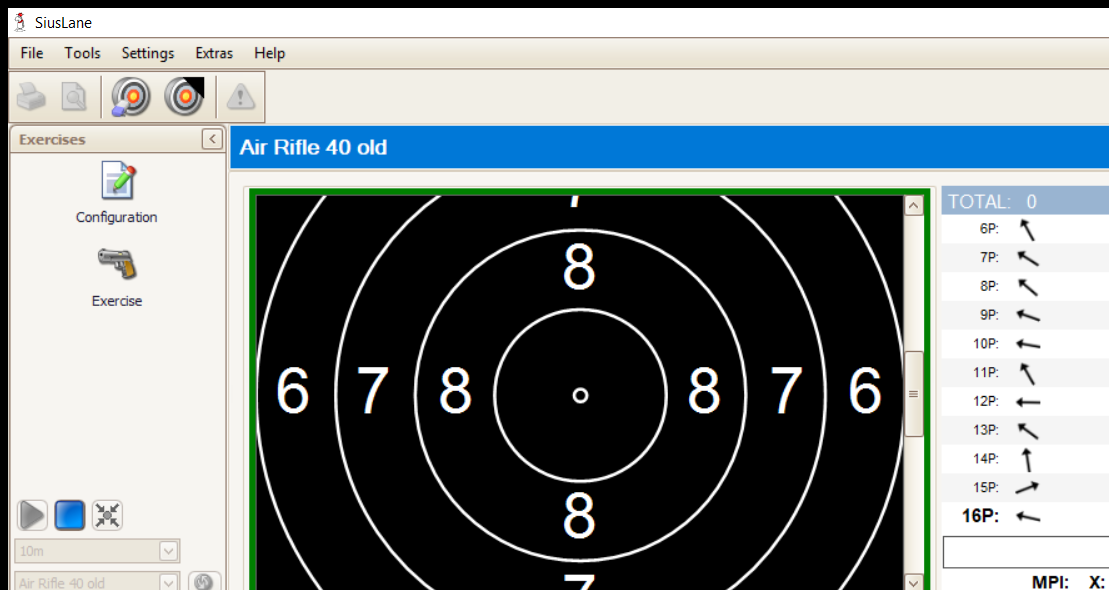 SiusLane
File Tools Settings Extras Help
Exercises
Configuration
Exercise
10m
Air Rifle 40 old
Air Rifle 40 old
7
8
6 7 8 8 7 6
8
7
TOTAL: 0
6P:
7P:
8P:
9P:
10P:
11P:
12P:
13P:
14P:
15P:
16P:
MPI: X: